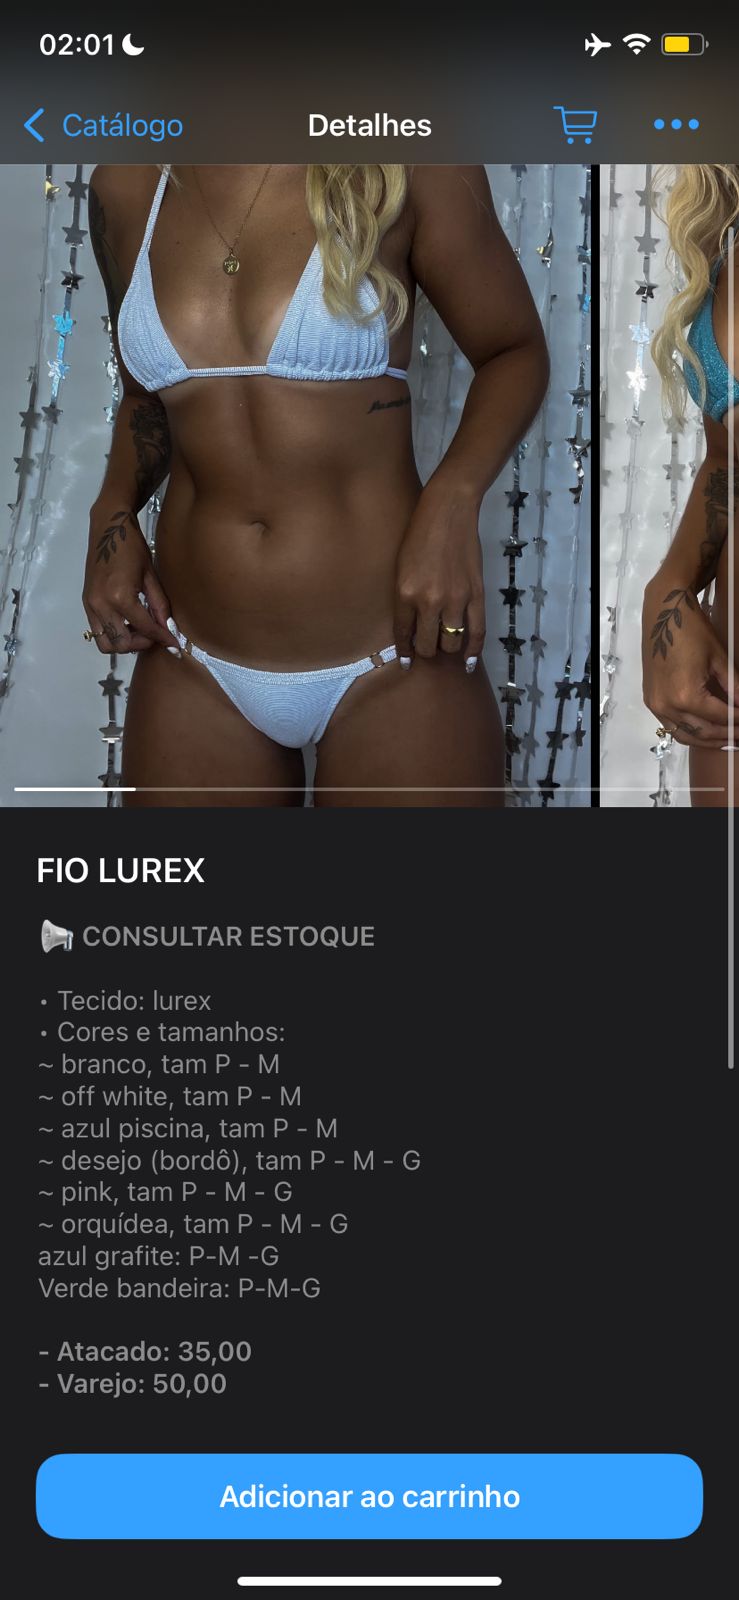 02:01
Catálogo
Detalhes
FIO LUREX
CONSULTAR ESTOQUE
• Tecido: lurex
• Cores e tamanhos:
~ branco, tam P - M
~ off white, tam P - M
~ azul piscina, tam P - M
~ desejo (bordô), tam P - M - G
~ pink, tam P - M - G
~ orquídea, tam P - M - G
azul grafite: P-M -G
Verde bandeira: P-M-G
- Atacado: 35,00
- Varejo: 50,00
Adicionar ao carrinho